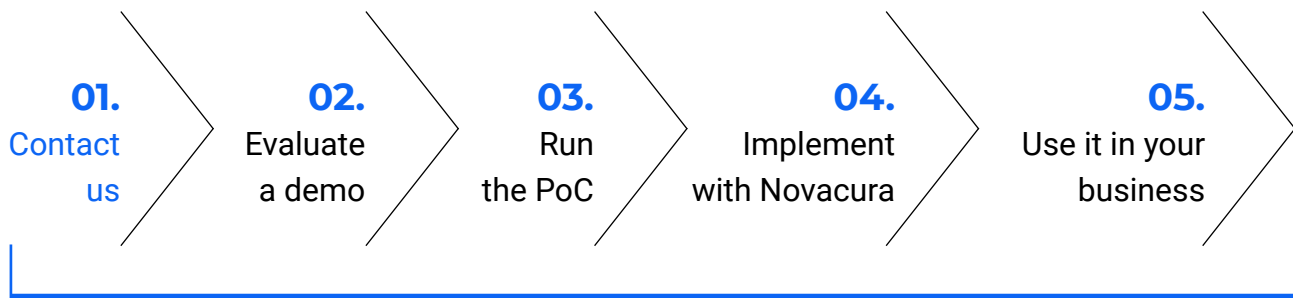 01.
Contact
us
02.
Evaluate
a demo
03.
Run
the PoC
04.
Implement
with Novacura
05.
Use it in your
business